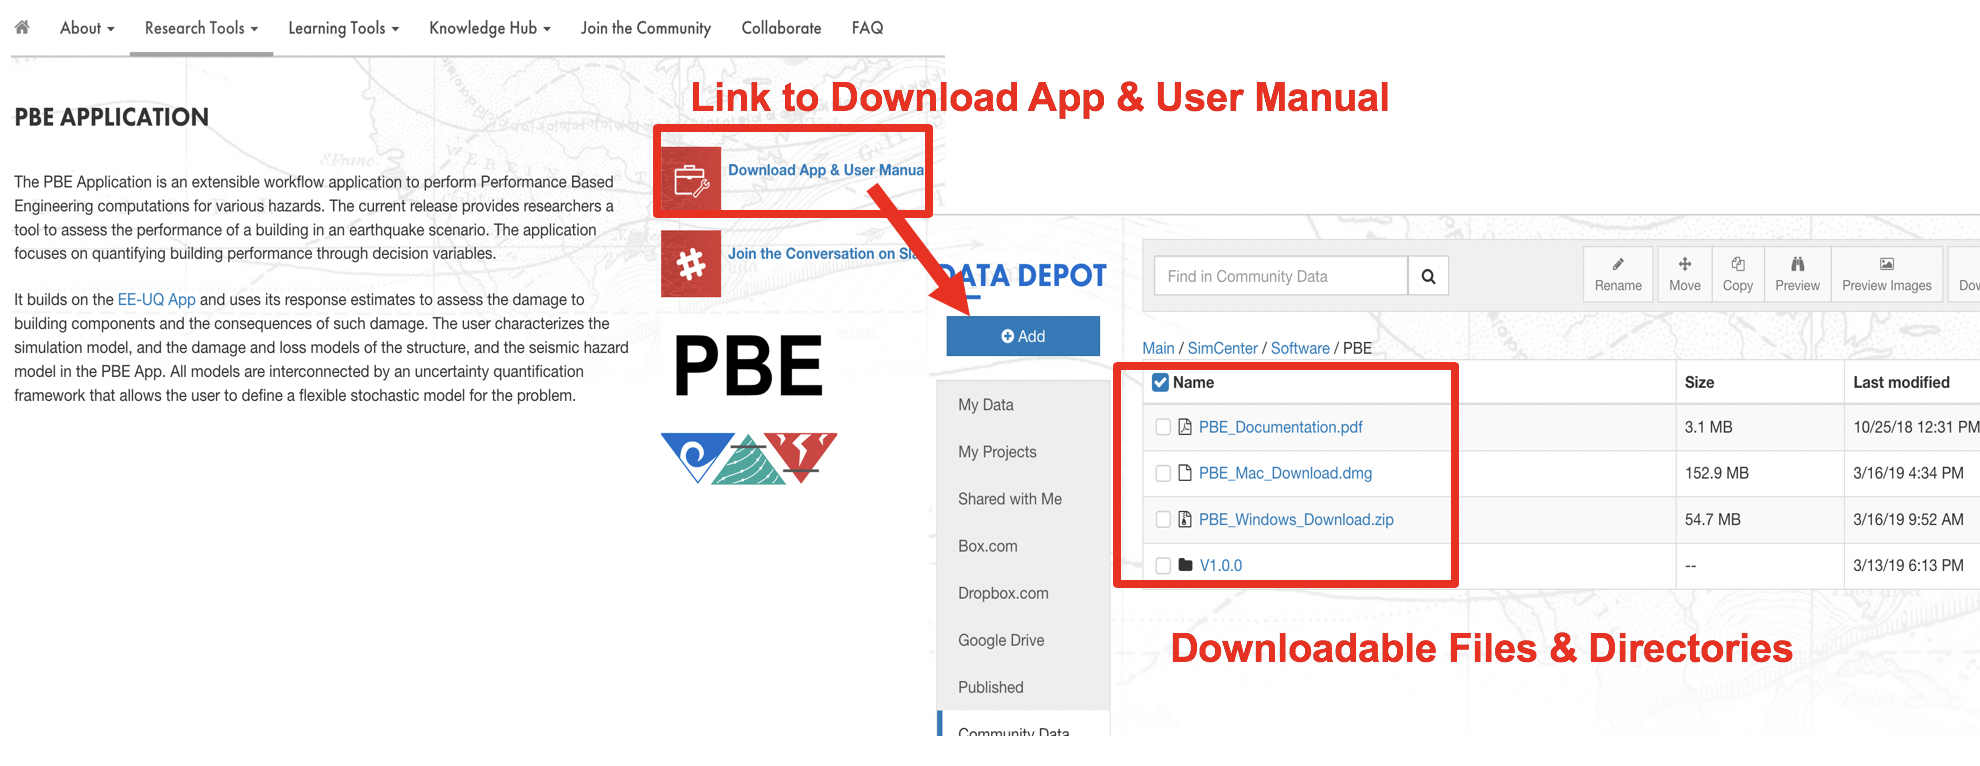 About
Research Tools
Learning Tools
Knowledge Hub
Join the Community
Collaborate
FAQ
Link to Download App & User Manual
PBE APPLICATION
The PBE Application is an extensible workflow application to perform Performance Based
Engineering computations for various hazards. The current release provides researchers a
tool to assess the performance of a building in an earthquake scenario. The application
focuses on quantifying building performance through decision variables.
It builds on the EE-UQ App and uses its response estimates to assess the damage to
building components and the consequences of such damage. The user characterizes the
simulation model, and the damage and loss models of the structure, and the seismic hazard
model in the PBE App. All models are interconnected by an uncertainty quantification
framework that allows the user to define a flexible stochastic model for the problem.
Download App & User Manua
Join the Conversation on Sla
PBE
DATA DEPOT
Add
My Data
My Projects
Shared with Me
Box.com
Dropbox.com
Google Drive
Published
Community Data
Find in Community Data
Rename
Move
Copy
Preview
Preview Images
Dow
Main / SimCenter / Software / PBE
Name Size Last modified
PBE_Documentation.pdf 3.1 MB 10/25/18 12:31 PM
PBE_Mac_Download.dmg 152.9 MB 3/16/19 4:34 PM
PBE_Windows_Download.zip 54.7 MB 3/16/19 9:52 AM
V1.0.0 -- 3/13/19 6:13 PM
Downloadable Files & Directories